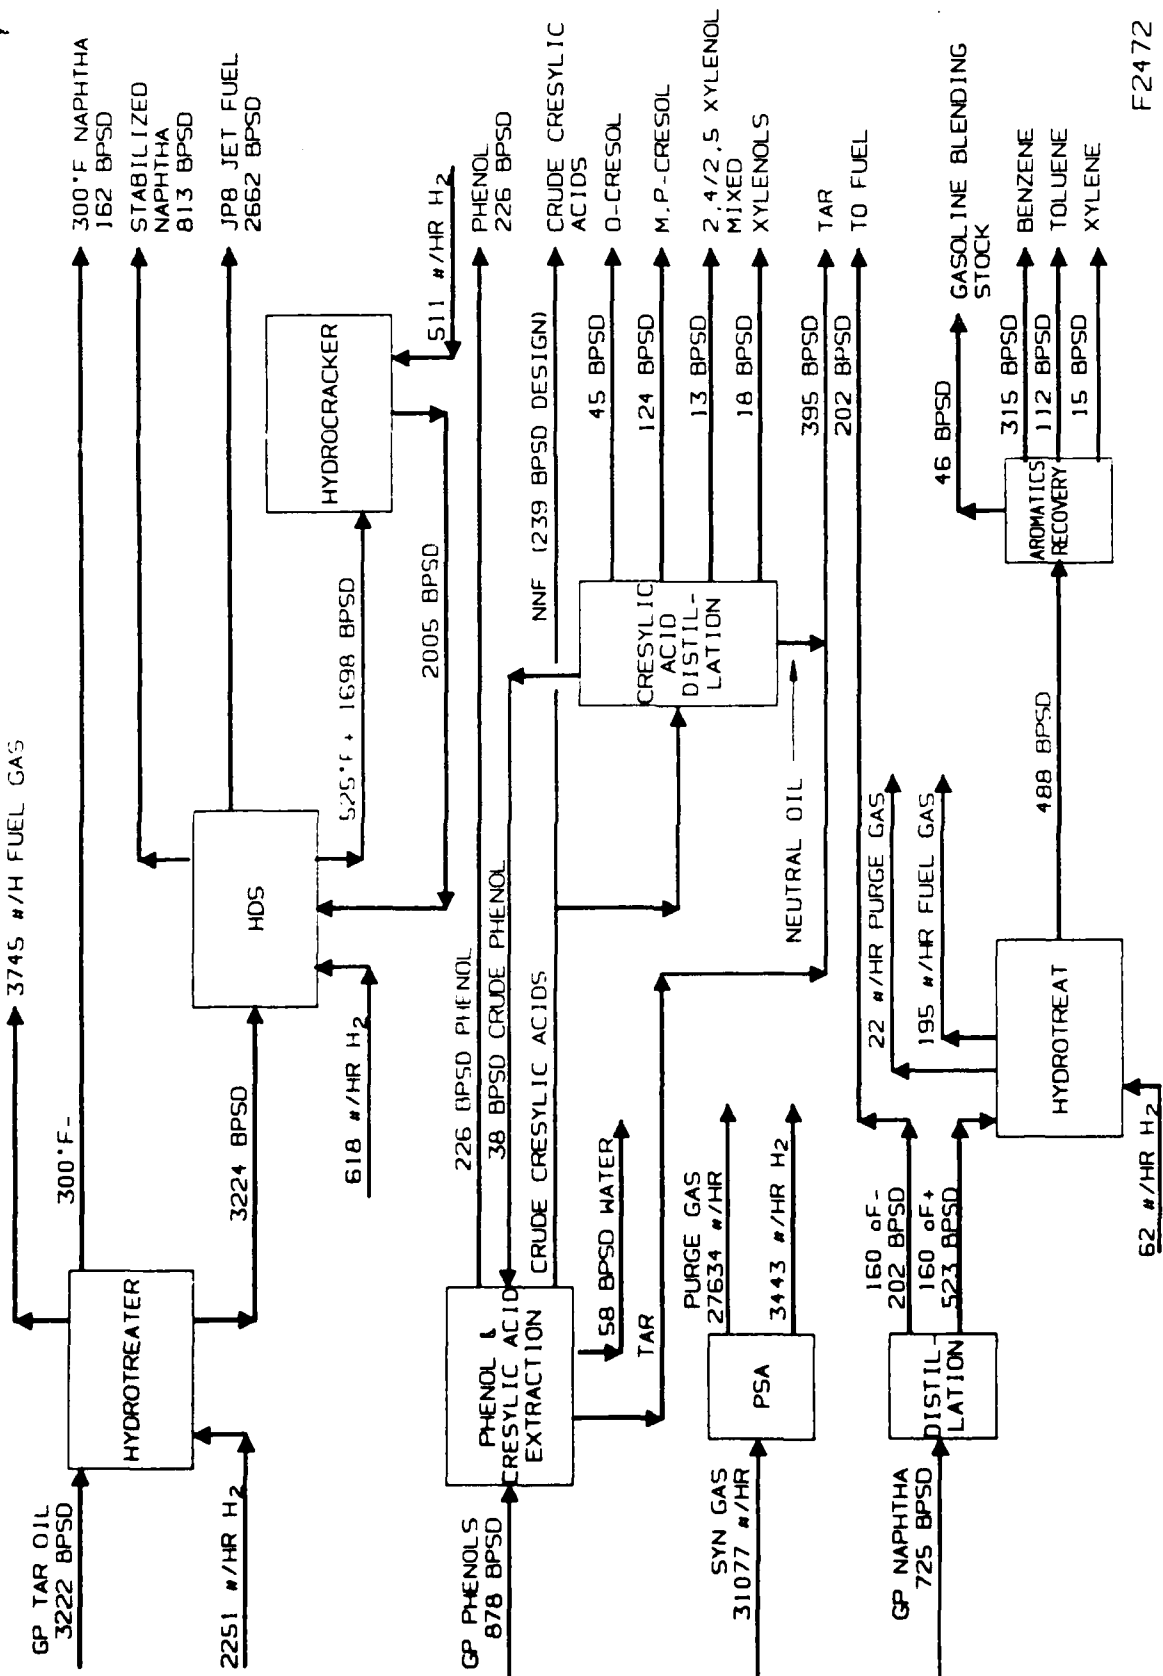 GP TAR OIL
3222 BPSD
2251 #/HR H2
HYDROTREATER
3745 #/H FUEL GAS
300°F-
3224 BPSD
618 #/HR H2
HDS
525°F + 1698 BPSD
2005 BPSD
HYDROCRACKER
511 #/HR H2
300°F NAPHTHA
162 BPSD
STABILIZED
NAPHTHA
813 BPSD
JP8 JET FUEL
2662 BPSD
GP PHENOLS
878 BPSD
PHENOL &
CRESYLIC ACID
EXTRACTION
226 BPSD PHENOL
38 BPSD CRUDE PHENOL
CRUDE CRESYLIC ACIDS
58 BPSD WATER
TAR
NNF (239 BPSD DESIGN)
CRESYLIC
ACID
DISTIL-
LATION
NEUTRAL OIL
45 BPSD
124 BPSD
13 BPSD
18 BPSD
395 BPSD
202 BPSD
PHENOL
226 BPSD
CRUDE CRESYLIC
ACIDS
O-CRESOL
M,P-CRESOL
2,4/2,5 XYLENOL
MIXED
XYLENOLS
TAR
TO FUEL
SYN GAS
31077 #/HR
PSA
PURGE GAS
27634 #/HR
3443 #/HR H2
GP NAPHTHA
725 BPSD
DISTIL-
LATION
160 oF-
202 BPSD
160 oF+
523 BPSD
62 #/HR H2
HYDROTREAT
22 #/HR PURGE GAS
195 #/HR FUEL GAS
488 BPSD
AROMATICS
RECOVERY
46 BPSD
315 BPSD
112 BPSD
15 BPSD
GASOLINE BLENDING
STOCK
BENZENE
TOLUENE
XYLENE
F2472